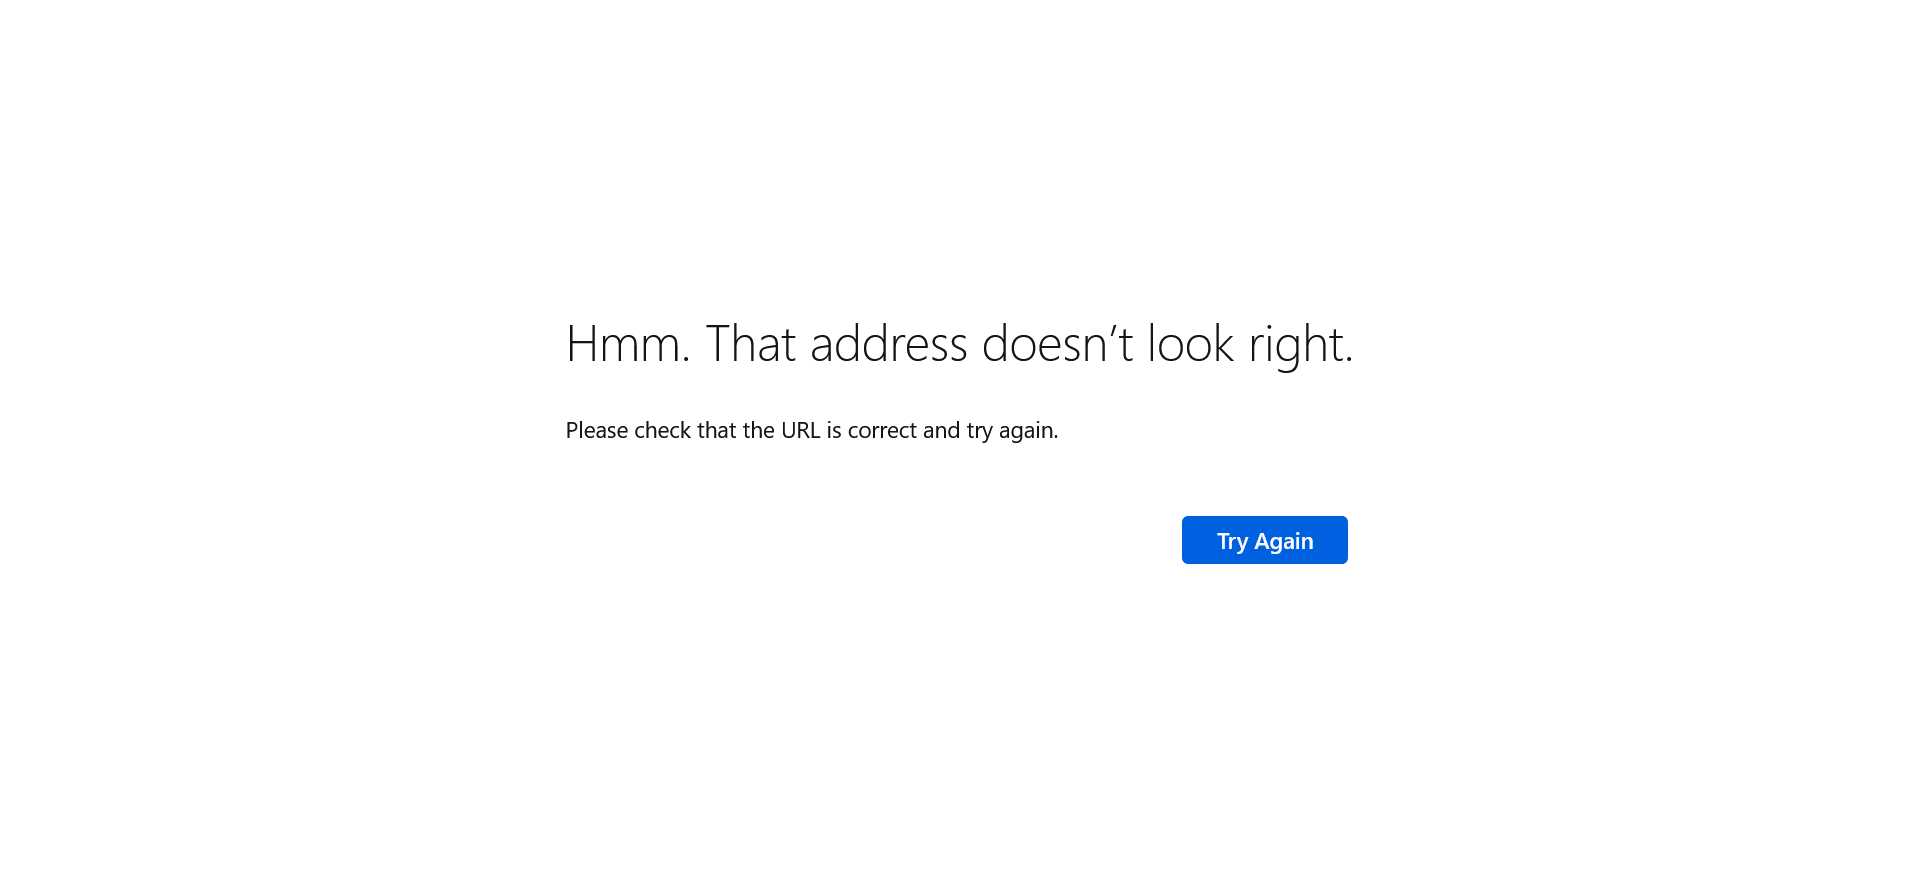 Hmm. That address doesn’t look right.
Please check that the URL is correct and try again.
Try Again